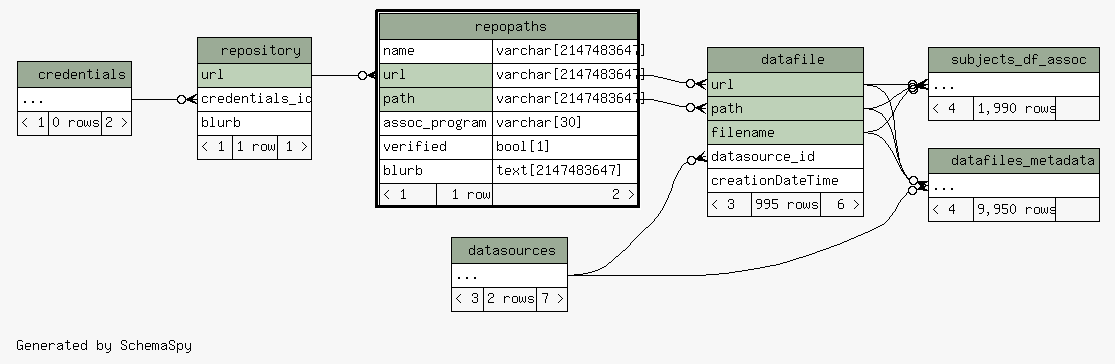 credentials
...
< 1 0 rows 2 >
repository
url
credentials_id
blurb
< 1 1 row 1 >
repopaths
name varchar[2147483647]
url varchar[2147483647]
path varchar[2147483647]
assoc_program varchar[30]
verified bool[1]
blurb text[2147483647]
< 1 1 row 2 >
datafile
url
path
filename
datasource_id
creationDateTime
< 3 995 rows 6 >
subjects_df_assoc
...
< 4 1,990 rows
datafiles_metadata
...
< 4 9,950 rows
datasources
...
< 3 2 rows 7 >
Generated by SchemaSpy